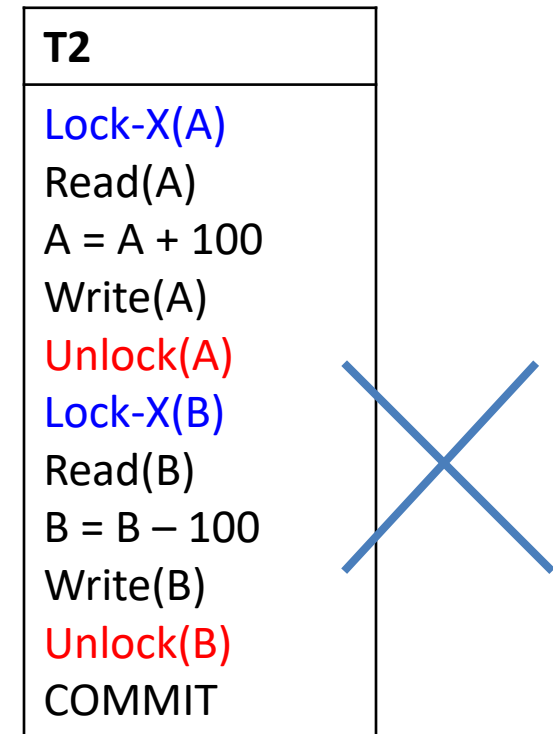 T2
Lock-X(A)
Read(A)
A = A + 100
Write(A)
Unlock(A)
Lock-X(B)
Read(B)
B = B – 100
Write(B)
Unlock(B)
COMMIT